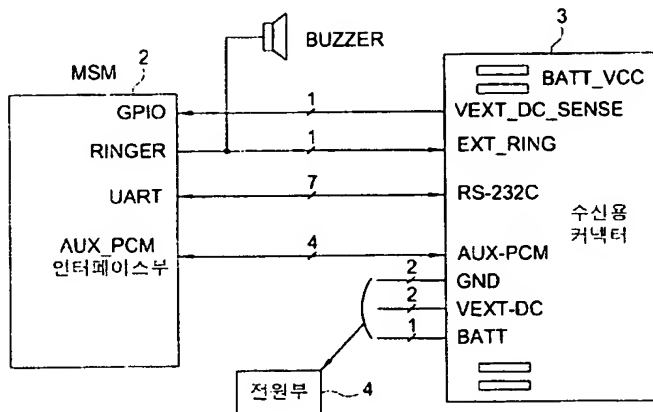 BUZZER
3
MSM
2
BATT_VCC
GPIO
1
VEXT_DC_SENSE
RINGER
1
EXT_RING
UART
7
RS-232C
수신용
커넥터
AUX_PCM
인터페이스부
4
AUX-PCM
2
GND
2
VEXT-DC
1
BATT
전원부
4